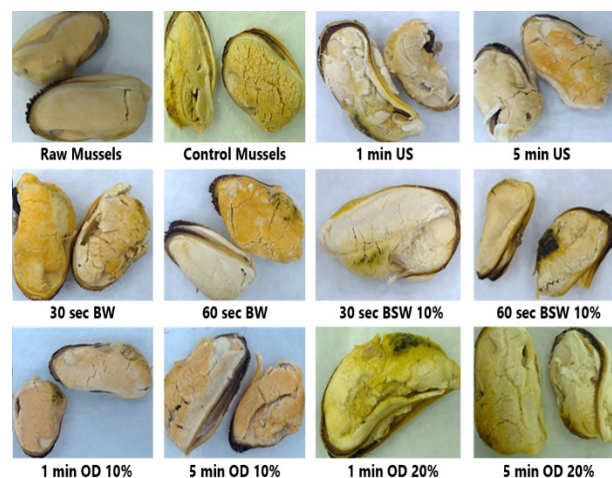 Raw Mussels
Control Mussels
1 min US
5 min US
30 sec BW
60 sec BW
30 sec BSW 10%
60 sec BSW 10%
1 min OD 10%
5 min OD 10%
1 min OD 20%
5 min OD 20%